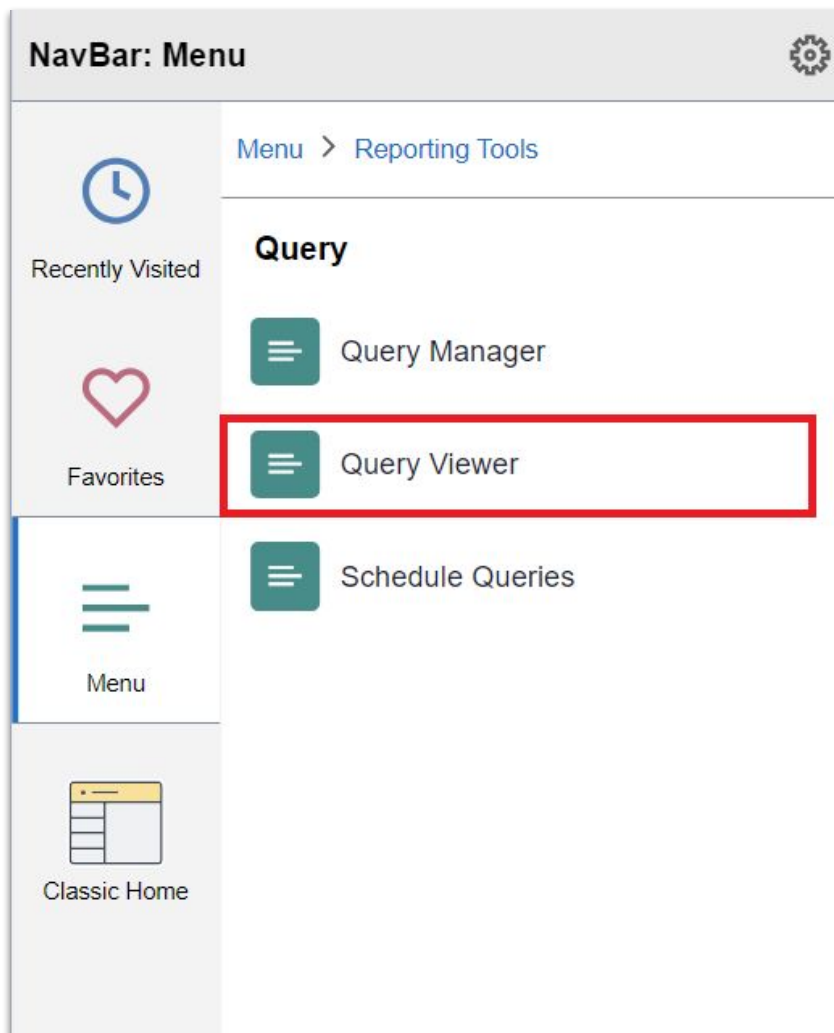 NavBar: Menu
Menu > Reporting Tools
Recently Visited
Query
Query Manager
Favorites
Query Viewer
Menu
Schedule Queries
Classic Home